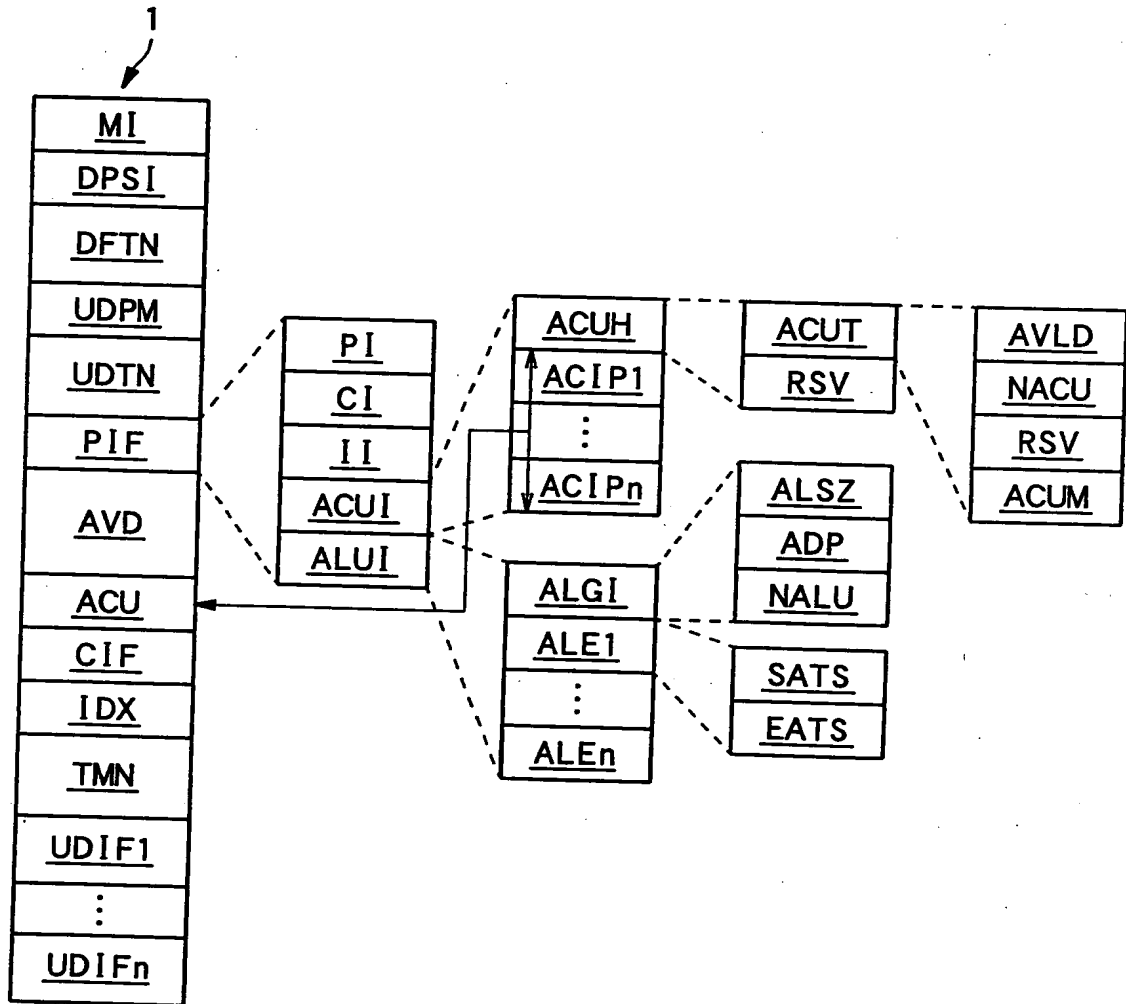 1
MI
DPSI
DFTN
UDPM
UDTN
PIF
AVD
ACU
CIF
IDX
TMN
UDIF1
⋮
UDIFn
PI
CI
II
ACUI
ALUI
ACUH
ACIP1
⋮
ACIPn
ALGI
ALE1
⋮
ALEn
ACUT
RSV
ALSZ
ADP
NALU
SATS
EATS
AVLD
NACU
RSV
ACUM